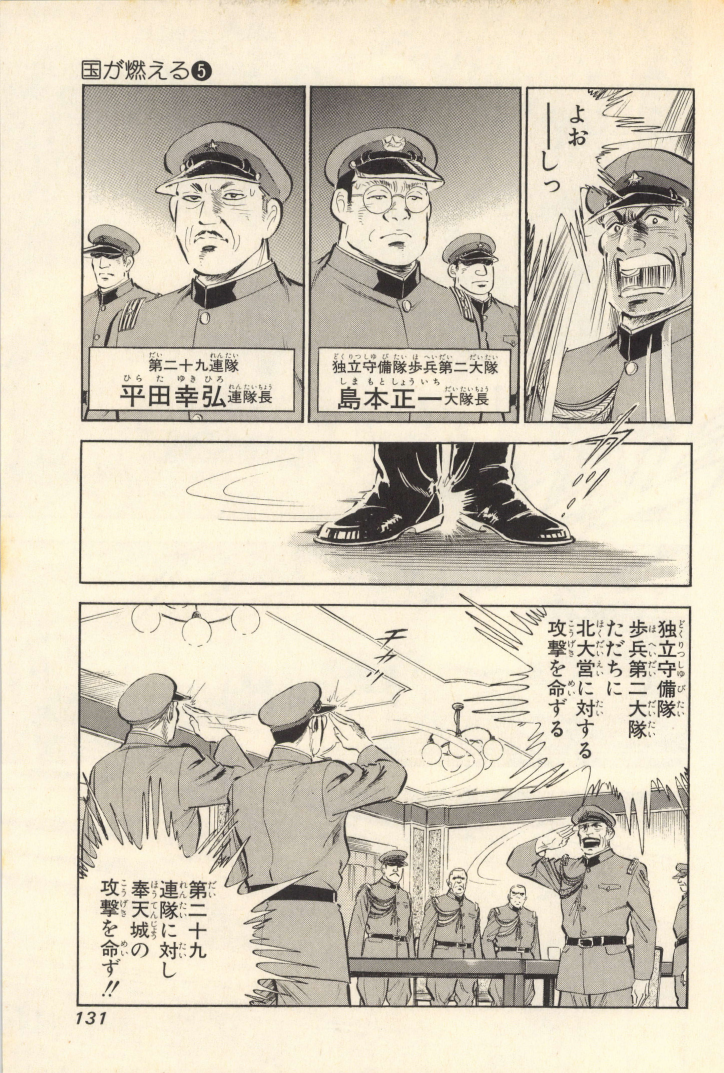 国が燃える❺
よお
ーしっ
独立守備隊歩兵第二大隊
島本正一大隊長
第二十九連隊
平田幸弘連隊長
独立守備隊
歩兵第二大隊
ただちに
北大営に対する
攻撃を命ずる
第二十九
連隊に対し
奉天城の
攻撃を命ず!!
131